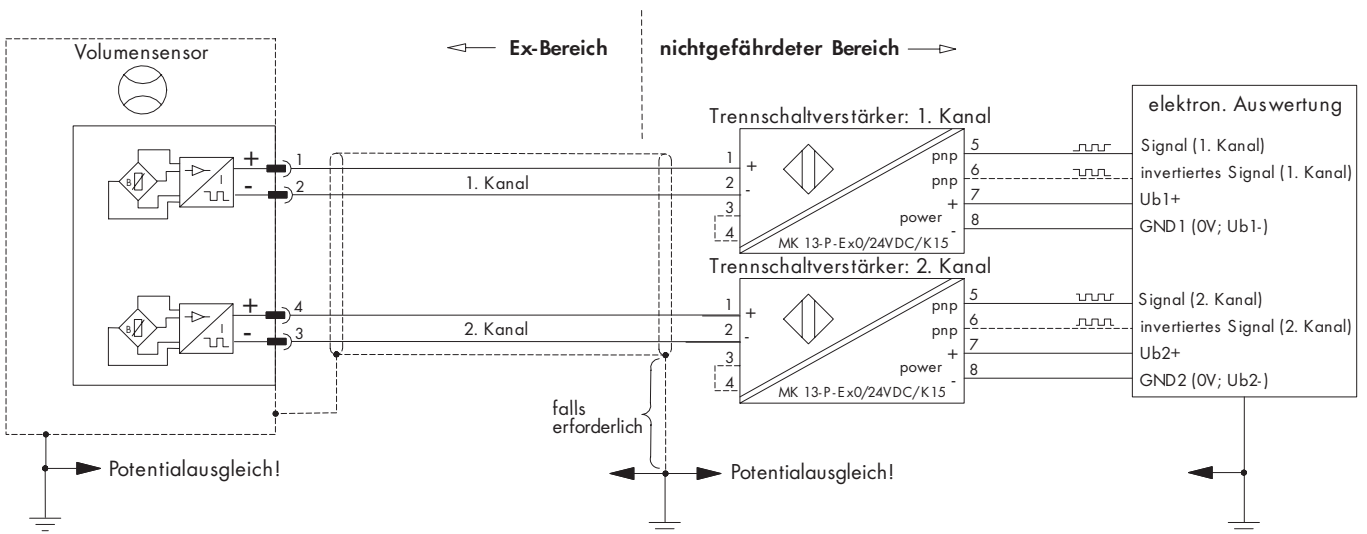 Ex-Bereich
nichtgefährdeter Bereich
Volumensensor
B
I
+
-
1
2
1. Kanal
B
I
+
-
4
3
2. Kanal
Trennschaltverstärker: 1. Kanal
1
+
2
-
3
4
pnp
5
pnp
6
+
7
power
-
8
MK 13-P-Ex0/24VDC/K15
Trennschaltverstärker: 2. Kanal
1
+
2
-
3
4
pnp
5
pnp
6
+
7
power
-
8
MK 13-P-Ex0/24VDC/K15
elektron. Auswertung
Signal (1. Kanal)
invertiertes Signal (1. Kanal)
Ub1+
GND1 (0V; Ub1-)
Signal (2. Kanal)
invertiertes Signal (2. Kanal)
Ub2+
GND2 (0V; Ub2-)
falls
erforderlich
Potentialausgleich!
Potentialausgleich!